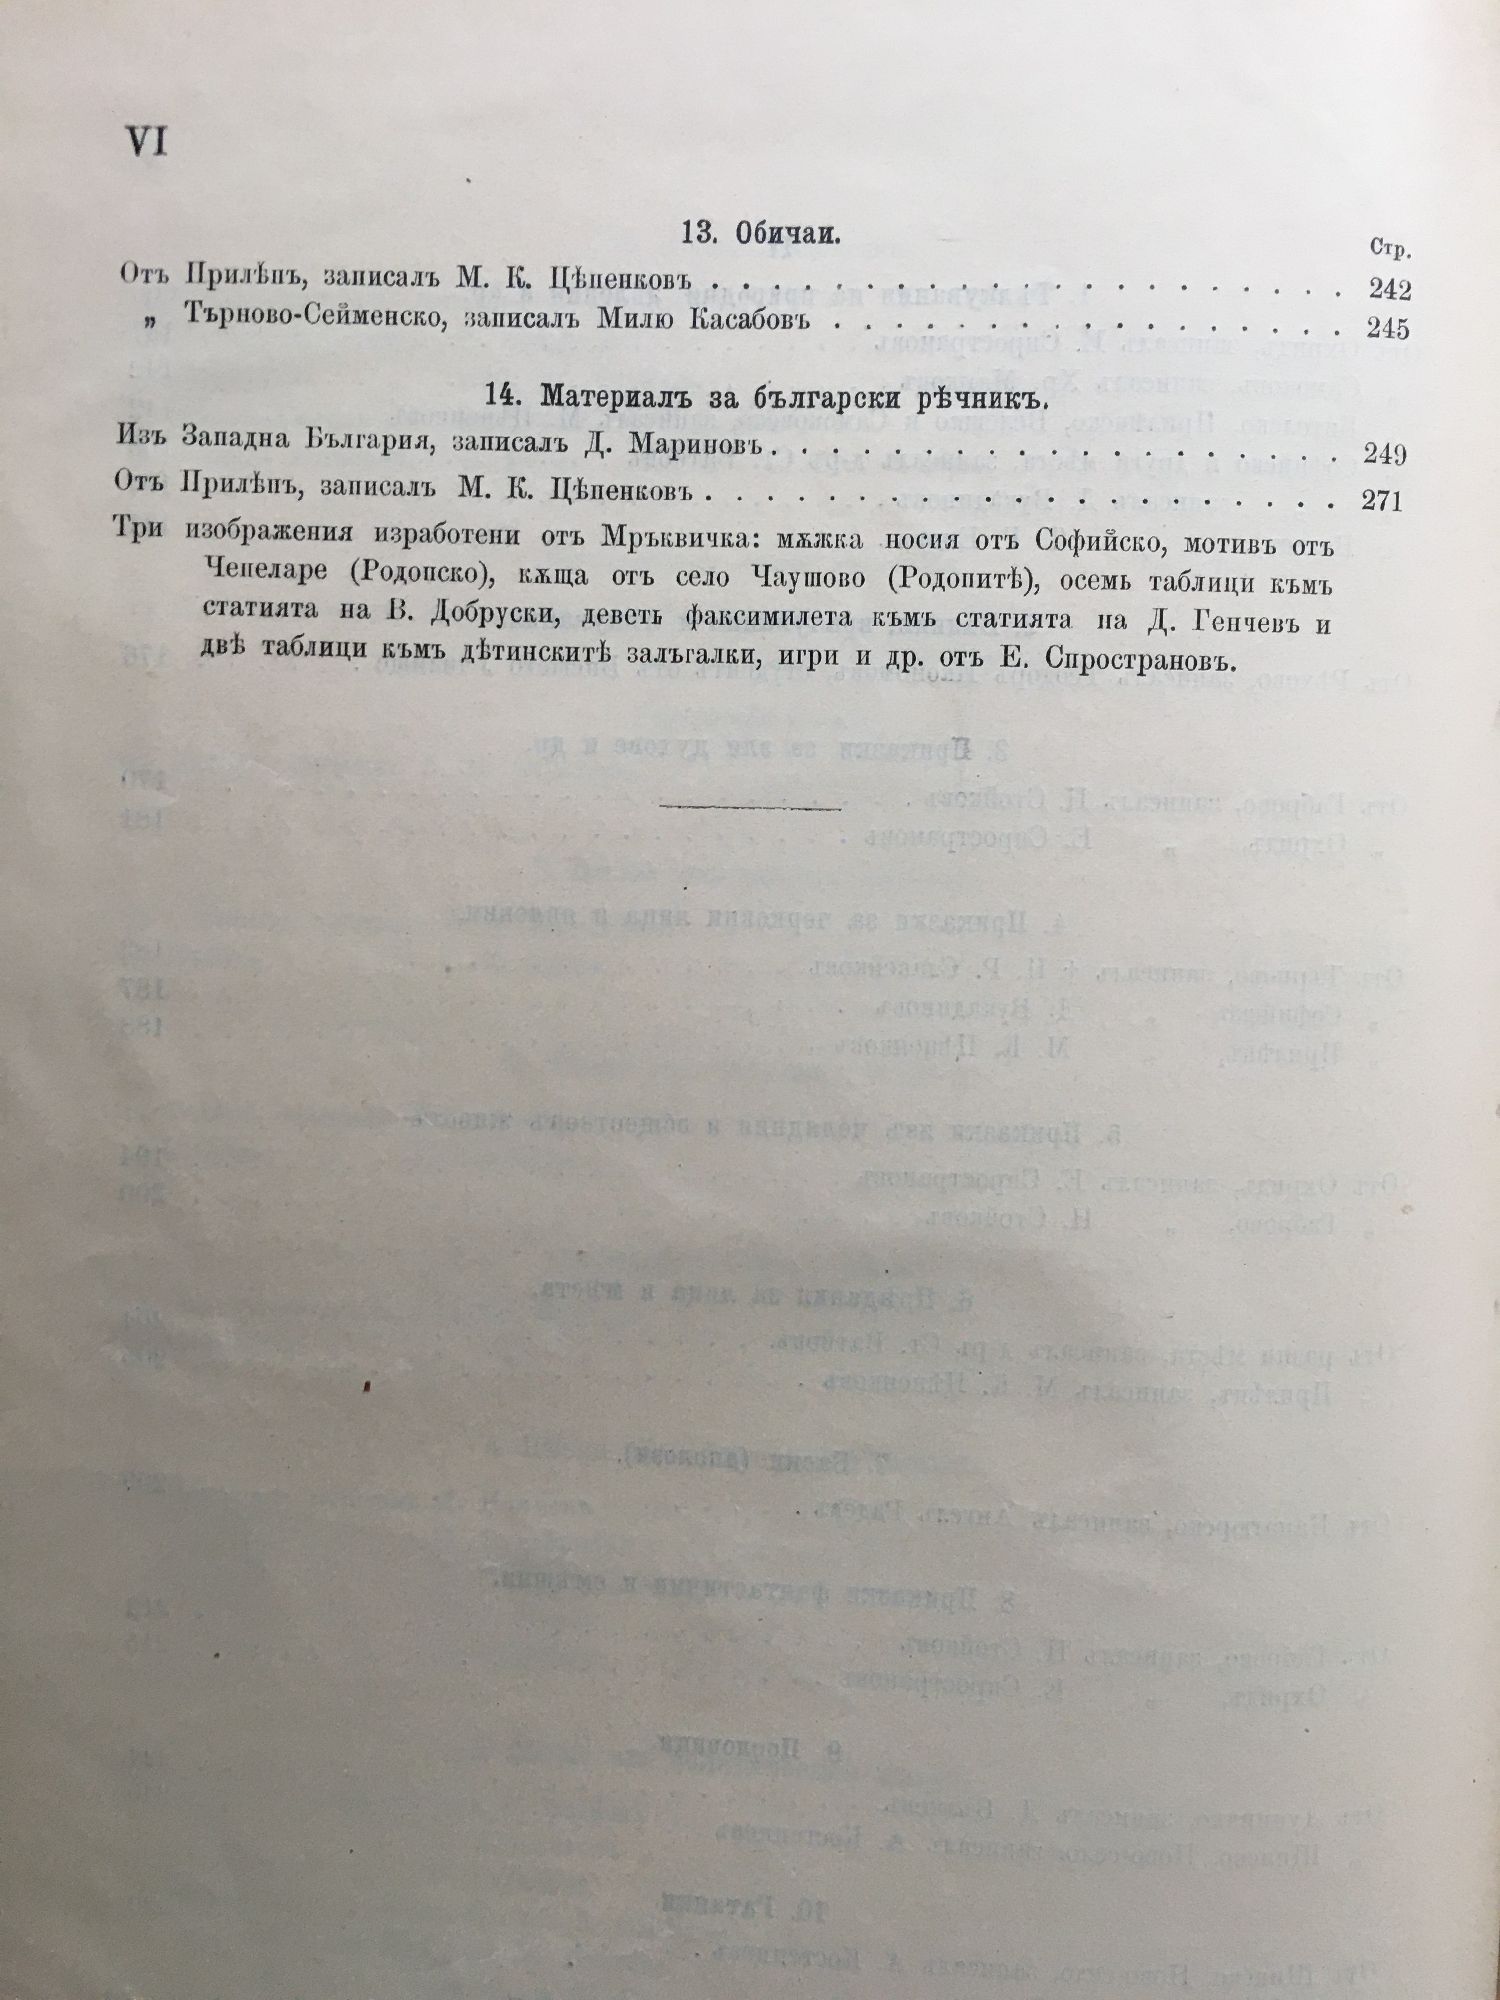 VI
13. Обичаи.
Стр.
Отъ Прилѣпъ, записалъ М. К. Цѣпенковъ . . . . . . . . . . . . . . . . 242
„ Търново-Сейменско, записалъ Милю Касабовъ . . . . . . . . . . . . . 245
14. Материалъ за български рѣчникъ.
Изъ Западна България, записалъ Д. Мариновъ . . . . . . . . . . . . . . 249
Отъ Прилѣпъ, записалъ М. К. Цѣпенковъ . . . . . . . . . . . . . . . . 271
Три изображения изработени отъ Мръквичка: мѫжка носия отъ Софийско, мотивъ отъ
Чепеларе (Родопско), кѫща отъ село Чаушово (Родопитѣ), осемь таблици къмъ
статията на В. Добруски, деветь факсимилета къмъ статията на Д. Генчевъ и
двѣ таблици къмъ дѣтинскитѣ залъгалки, игри и др. отъ Е. Спространовъ.